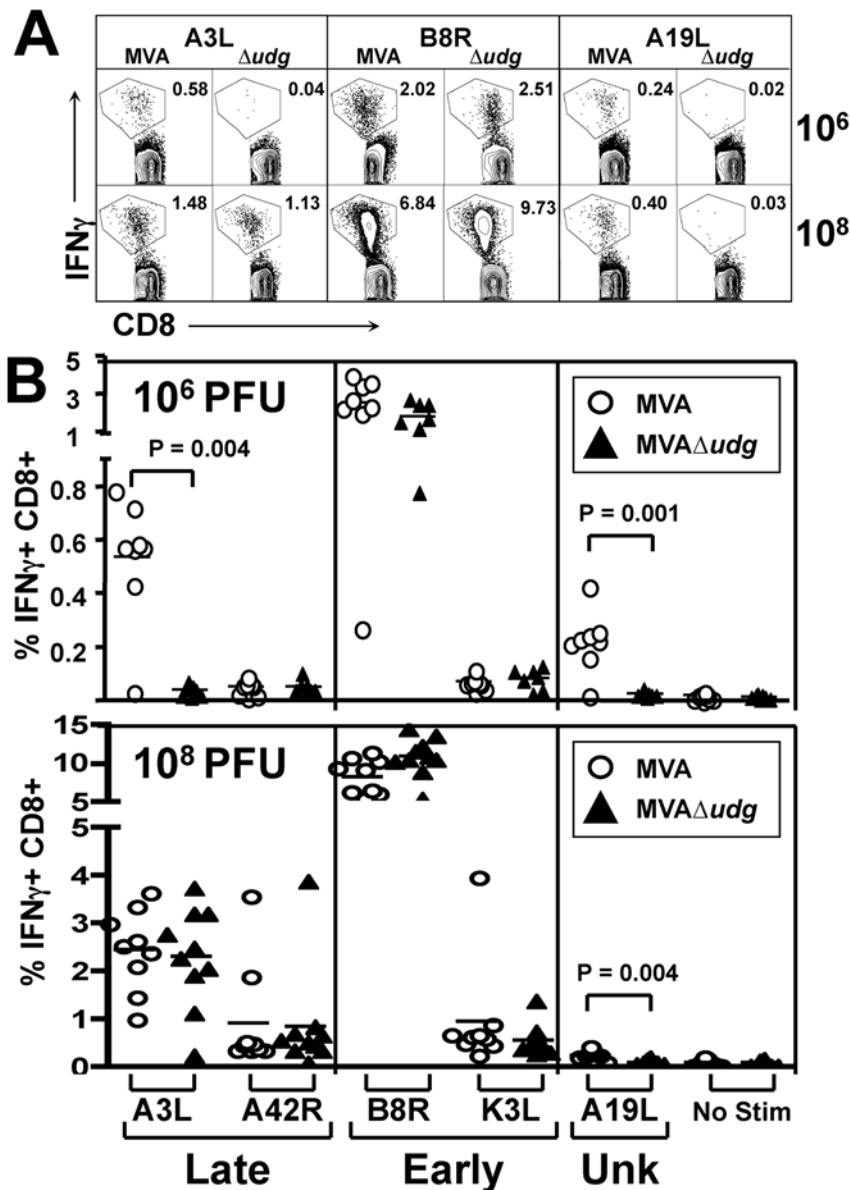 A
A3L B8R A19L
MVA Δudg MVA Δudg MVA Δudg
0.58 0.04 2.02 2.51 0.24 0.02
10⁶
1.48 1.13 6.84 9.73 0.40 0.03
10⁸
IFNγ
CD8
B
10⁶ PFU
5
3
1
0.8
0.6
0.4
0.2
% IFNγ+ CD8+
P = 0.004
P = 0.001
MVA
MVAΔudg
10⁸ PFU
15
10
5
5
4
3
2
1
0
% IFNγ+ CD8+
P = 0.004
MVA
MVAΔudg
A3L A42R B8R K3L A19L No Stim
Late Early Unk